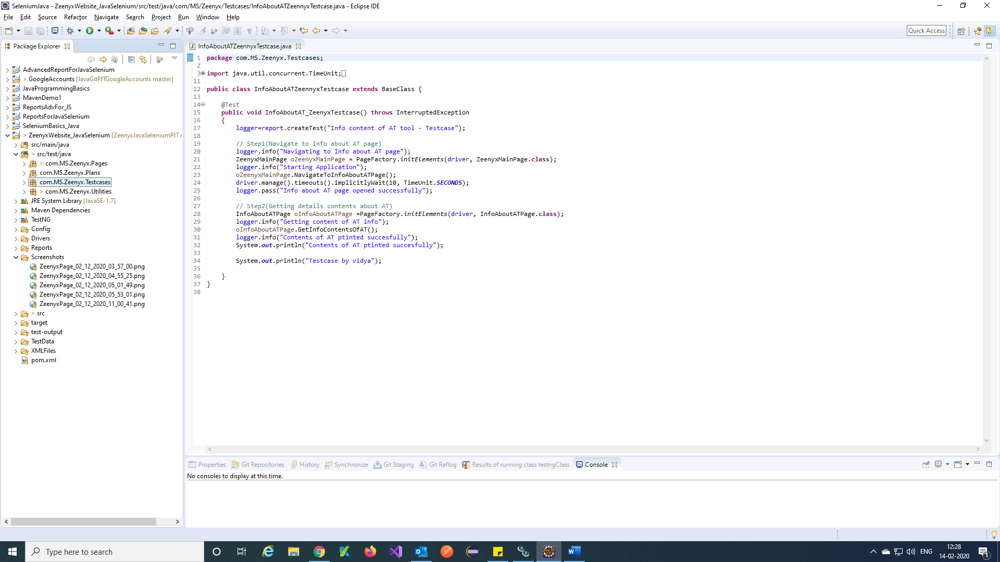 SeleniumJava - ZeenyxWebsite_JavaSelenium/src/test/java/com/MS/Zeenyx/Testcases/InfoAboutATZeennyxTestcase.java - Eclipse IDE
File Edit Source Refactor Navigate Search Project Run Window Help
Quick Access
Package Explorer
AdvancedReportForJavaSelenium
> GoogleAccounts [JavaGitPJTGoogleAccounts master]
JavaProgrammingBasics
MavenDemo1
ReportsAdvFor_JS
ReportsForJavaSelenium
SeleniumBasics_Java
> ZeenyxWebsite_JavaSelenium [ZeenyxJavaSeleniumPJT r
src/main/java
> src/test/java
> com.MS.Zeenyx.Pages
com.MS.Zeenyx.Plans
com.MS.Zeenyx.Testcases
> com.MS.Zeenyx.Utilities
JRE System Library [JavaSE-1.7]
Maven Dependencies
TestNG
Config
Drivers
Reports
Screenshots
ZeenyxPage_02_12_2020_03_57_00.png
ZeenyxPage_02_12_2020_04_55_25.png
ZeenyxPage_02_12_2020_05_01_49.png
ZeenyxPage_02_12_2020_05_53_01.png
ZeenyxPage_02_12_2020_11_00_41.png
> src
target
test-output
TestData
XMLFiles
pom.xml
InfoAboutATZeennyxTestcase.java
1 package com.MS.Zeenyx.Testcases;
2
3 import java.util.concurrent.TimeUnit;
11
12 public class InfoAboutATZeennyxTestcase extends BaseClass {
13
14 @Test
15 public void InfoAboutAT_ZeenyxTestcase() throws InterruptedException
16 {
17 logger=report.createTest("Info content of AT tool - Testcase");
18
19 // Step1(Navigate to Info about AT page)
20 logger.info("Navigating to Info about AT page");
21 ZeenyxMainPage oZeenyxMainPage = PageFactory.initElements(driver, ZeenyxMainPage.class);
22 logger.info("Starting Application");
23 oZeenyxMainPage.NavigateToInfoAboutATPage();
24 driver.manage().timeouts().implicitlyWait(10, TimeUnit.SECONDS);
25 logger.pass("Info about AT page opened successfully");
26
27 // Step2(Getting details contents about AT)
28 InfoAboutATPage oInfoAboutATPage =PageFactory.initElements(driver, InfoAboutATPage.class);
29 logger.info("Getting content of AT info");
30 oInfoAboutATPage.GetInfoContentsOfAT();
31 logger.info("Contents of AT ptinted succesfully");
32 System.out.println("Contents of AT ptinted succesfully");
33
34 System.out.println("Testcase by vidya");
35
36 }
37 }
38
Properties Git Repositories History Synchronize Git Staging Git Reflog Results of running class testngClass Console
No consoles to display at this time.
Type here to search
ENG
12:28
14-02-2020
1